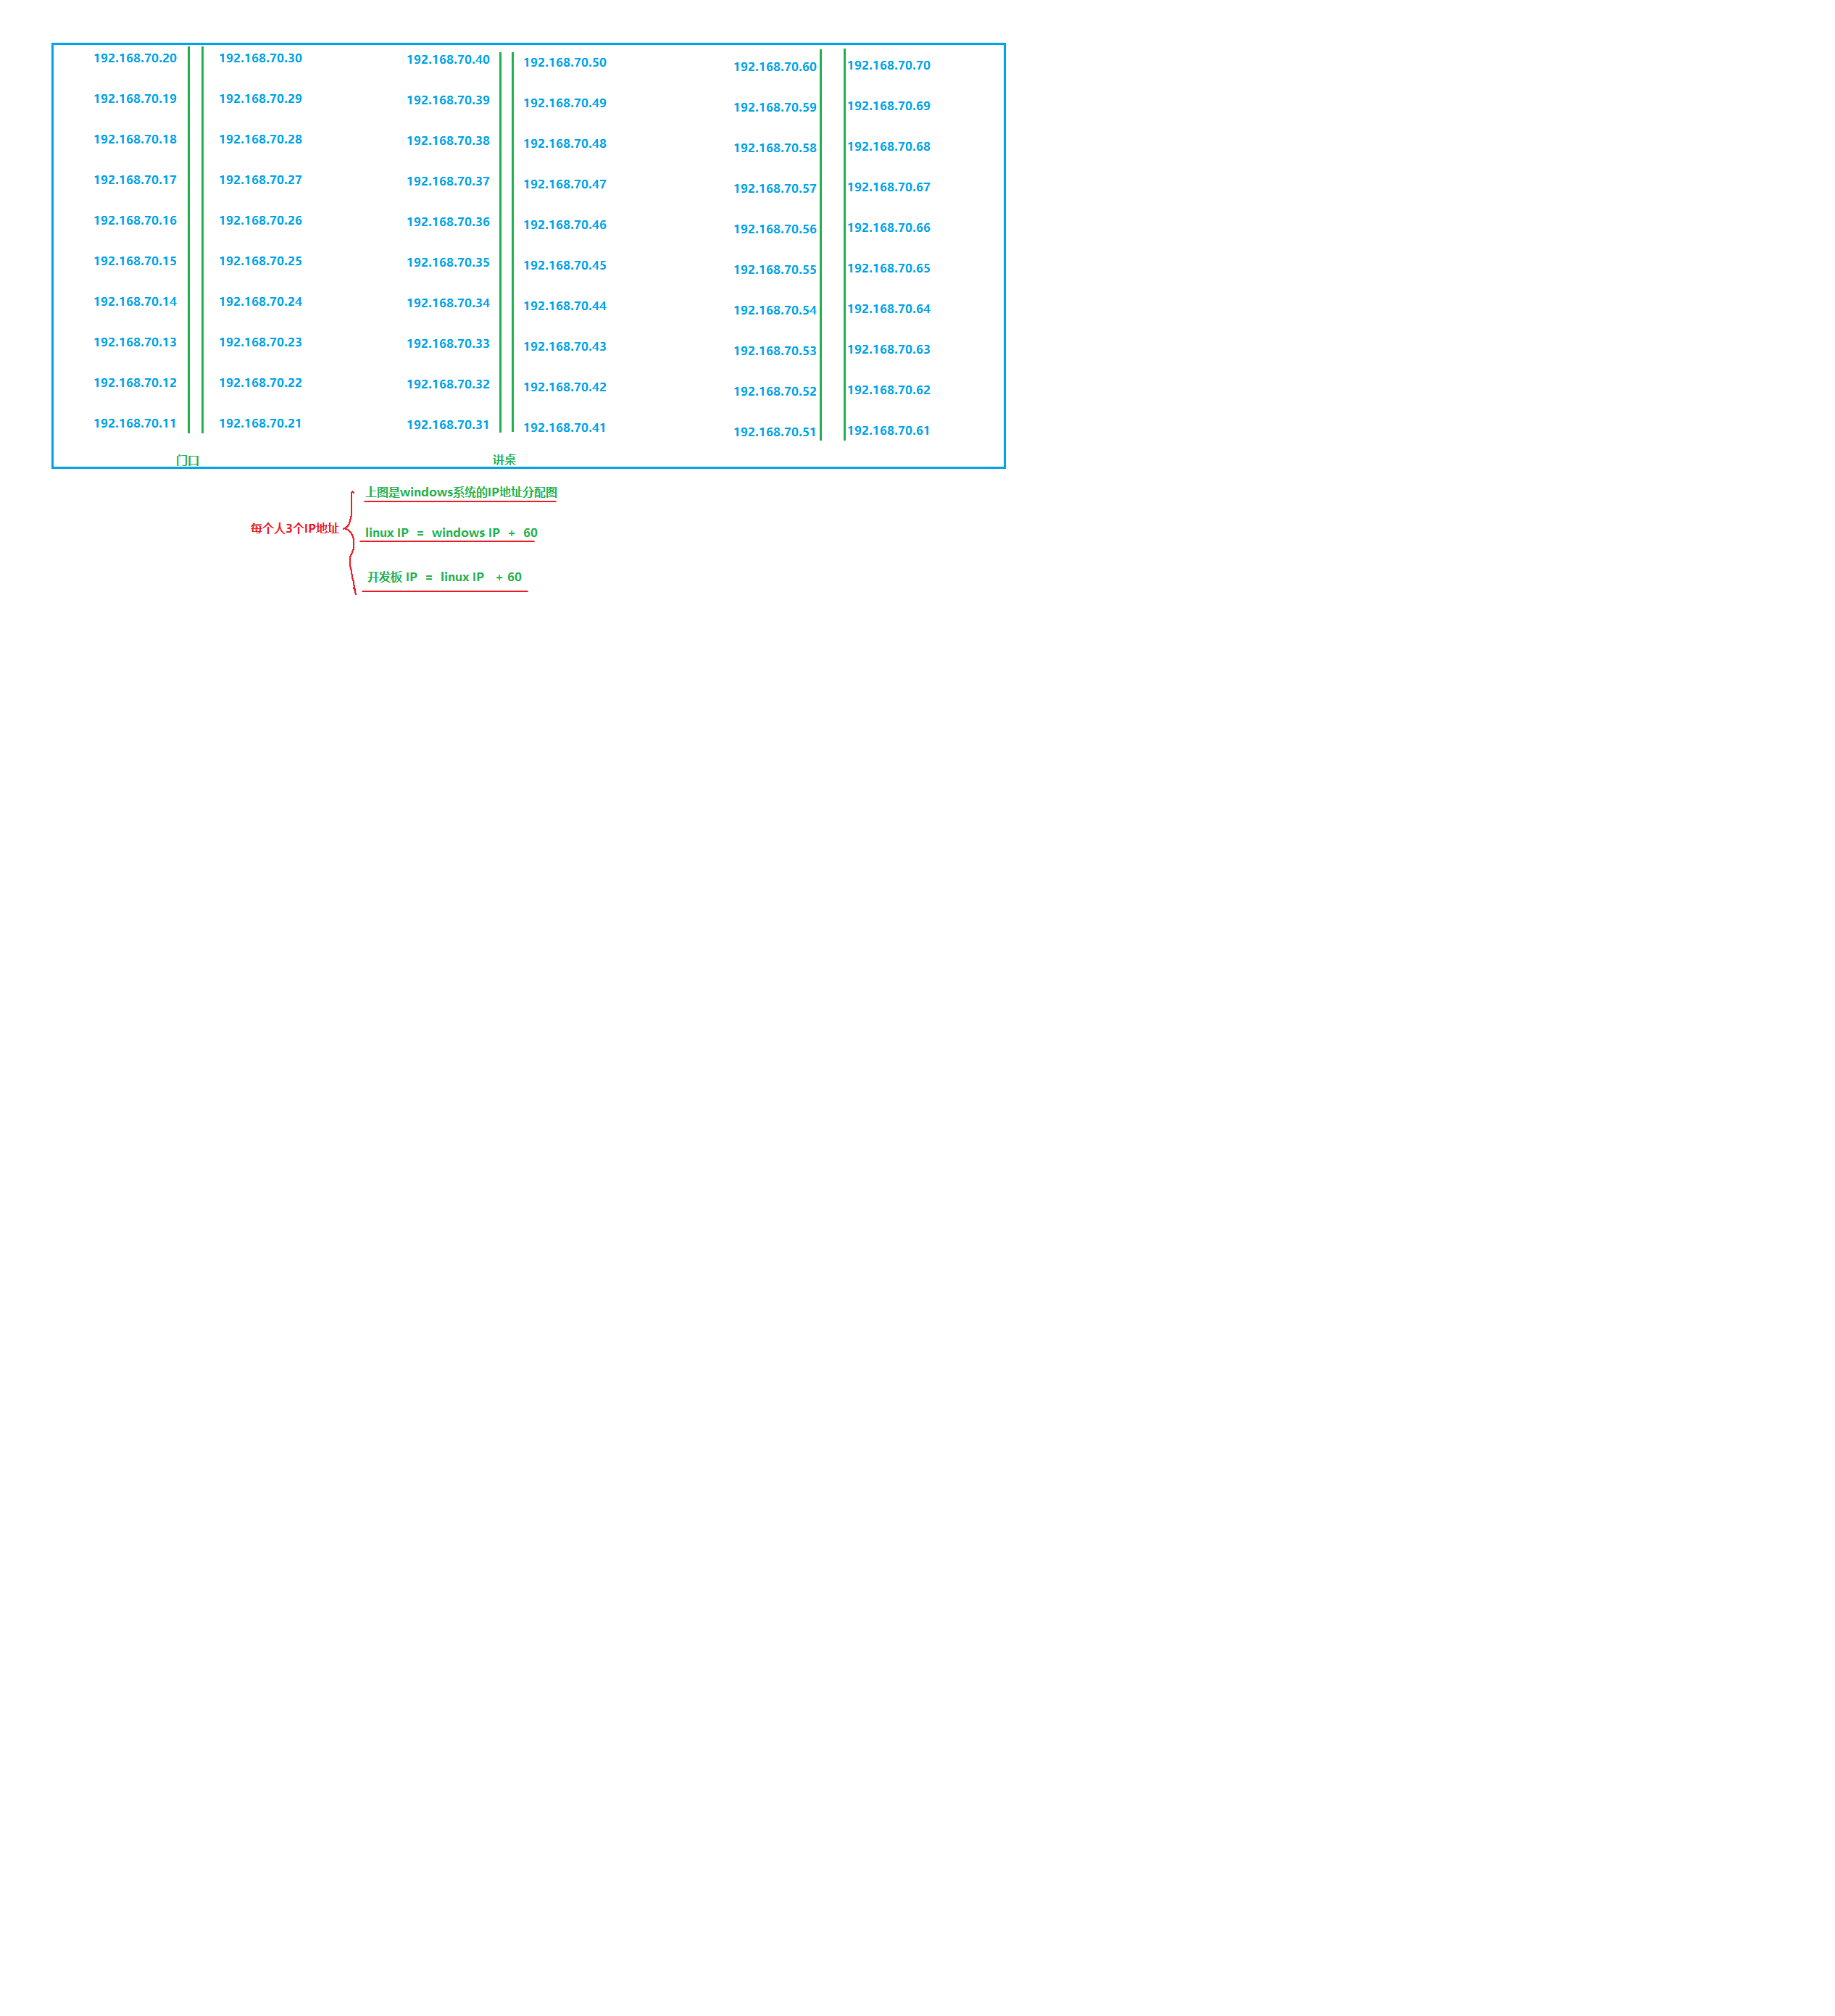 192.168.70.20 192.168.70.30 192.168.70.40 192.168.70.50 192.168.70.60 192.168.70.70
192.168.70.19 192.168.70.29 192.168.70.39 192.168.70.49 192.168.70.59 192.168.70.69
192.168.70.18 192.168.70.28 192.168.70.38 192.168.70.48 192.168.70.58 192.168.70.68
192.168.70.17 192.168.70.27 192.168.70.37 192.168.70.47 192.168.70.57 192.168.70.67
192.168.70.16 192.168.70.26 192.168.70.36 192.168.70.46 192.168.70.56 192.168.70.66
192.168.70.15 192.168.70.25 192.168.70.35 192.168.70.45 192.168.70.55 192.168.70.65
192.168.70.14 192.168.70.24 192.168.70.34 192.168.70.44 192.168.70.54 192.168.70.64
192.168.70.13 192.168.70.23 192.168.70.33 192.168.70.43 192.168.70.53 192.168.70.63
192.168.70.12 192.168.70.22 192.168.70.32 192.168.70.42 192.168.70.52 192.168.70.62
192.168.70.11 192.168.70.21 192.168.70.31 192.168.70.41 192.168.70.51 192.168.70.61
门口 讲桌
上图是windows系统的IP地址分配图
每个人3个IP地址
linux IP = windows IP + 60
开发板 IP = linux IP + 60